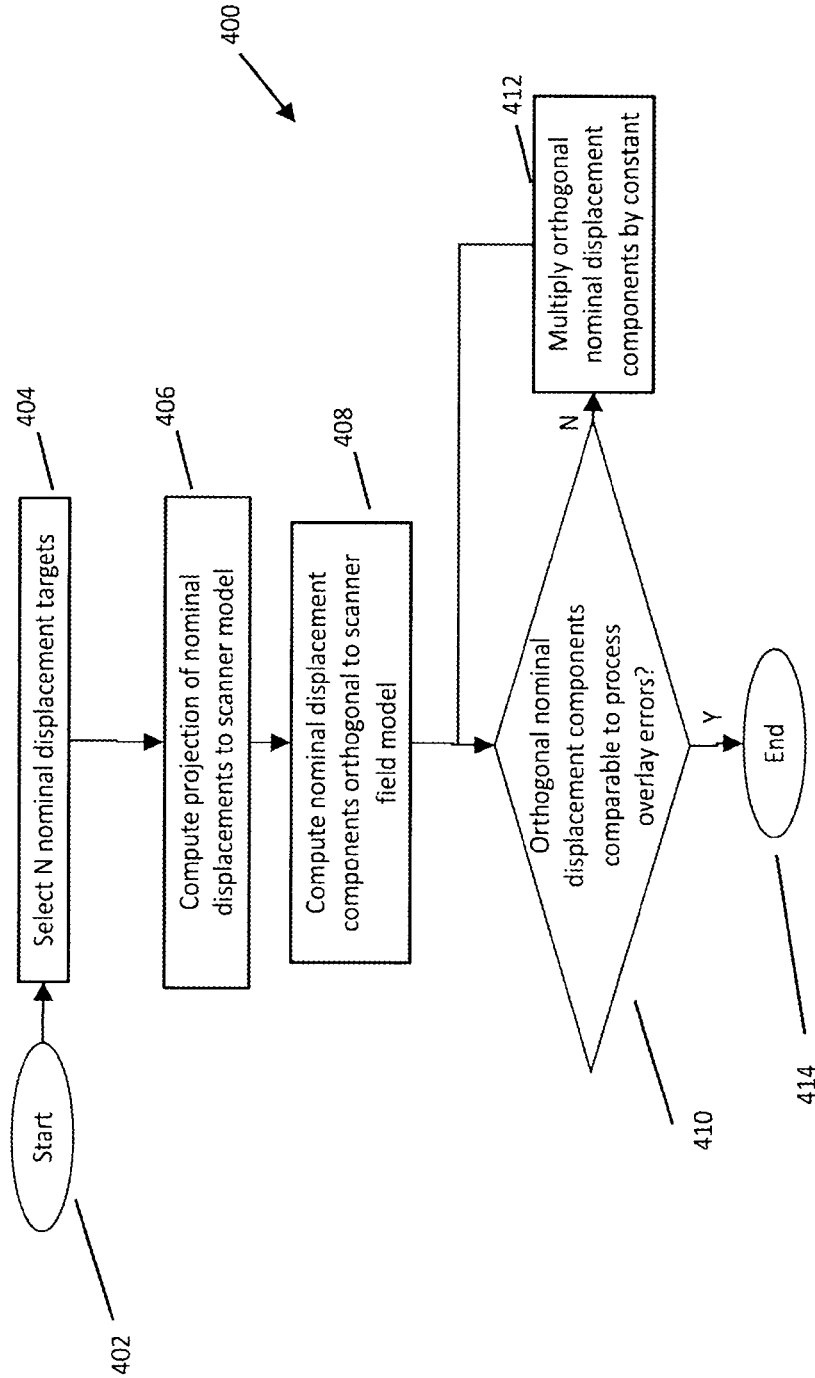 400
Start
402
Select N nominal displacement targets
404
Compute projection of nominal
displacements to scanner model
406
Compute nominal displacement
components orthogonal to scanner
field model
408
Orthogonal nominal
displacement components
comparable to process
overlay errors?
410
N
Multiply orthogonal
nominal displacement
components by constant
412
Y
End
414